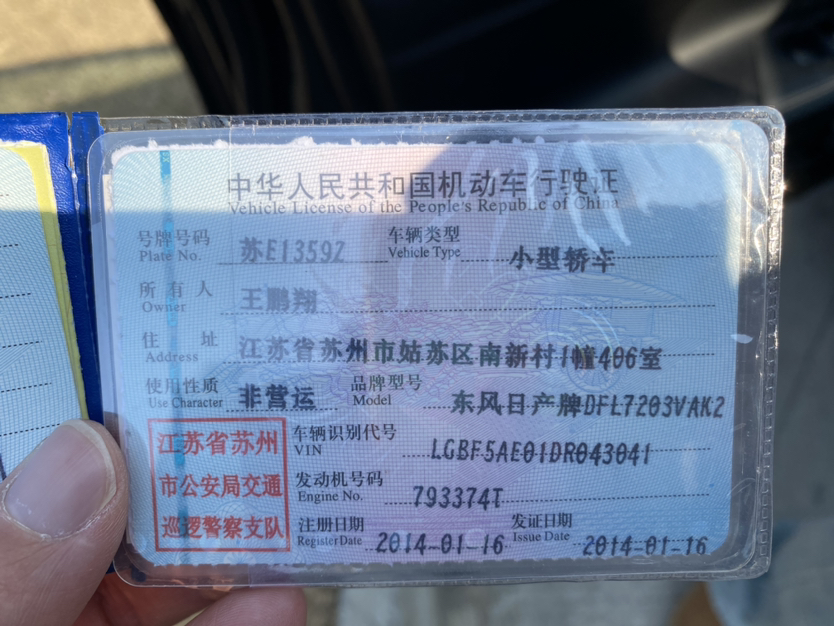 中华人民共和国机动车行驶证
Vehicle License of the People's Republic of China
号牌号码 Plate No. 苏E1359Z 车辆类型 Vehicle Type 小型轿车
所有人 Owner 王鹏翔
住址 Address 江苏省苏州市姑苏区南新村1幢406室
使用性质 Use Character 非营运 品牌型号 Model 东风日产牌DFL7203VAK2
江苏省苏州
市公安局交通
巡逻警察支队
车辆识别代号 VIN LGBF5AE01DR043041
发动机号码 Engine No. 793374T
注册日期 Register Date 2014-01-16 发证日期 Issue Date 2014-01-16